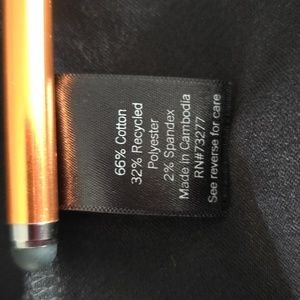 66% Cotton
32% Recycled
Polyester
2% Spandex
Made in Cambodia
RN#73277
See reverse for care